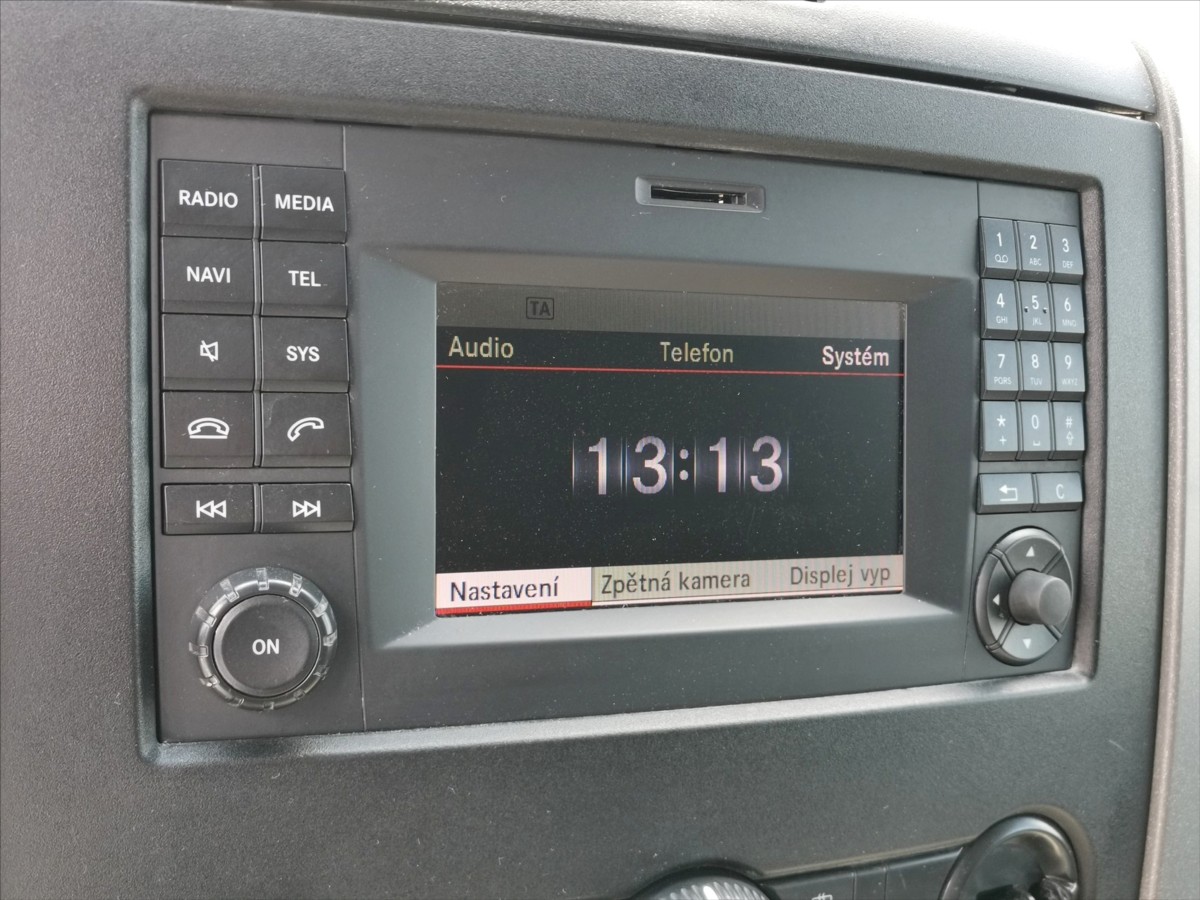 RADIO MEDIA
NAVI TEL
SYS
ON
TA
Audio Telefon Systém
13:13
Nastavení Zpětná kamera Displej vyp
1 2 ABC 3 DEF
4 GHI 5 JKL 6 MNO
7 PQRS 8 TUV 9 WXYZ
* + 0 #
C